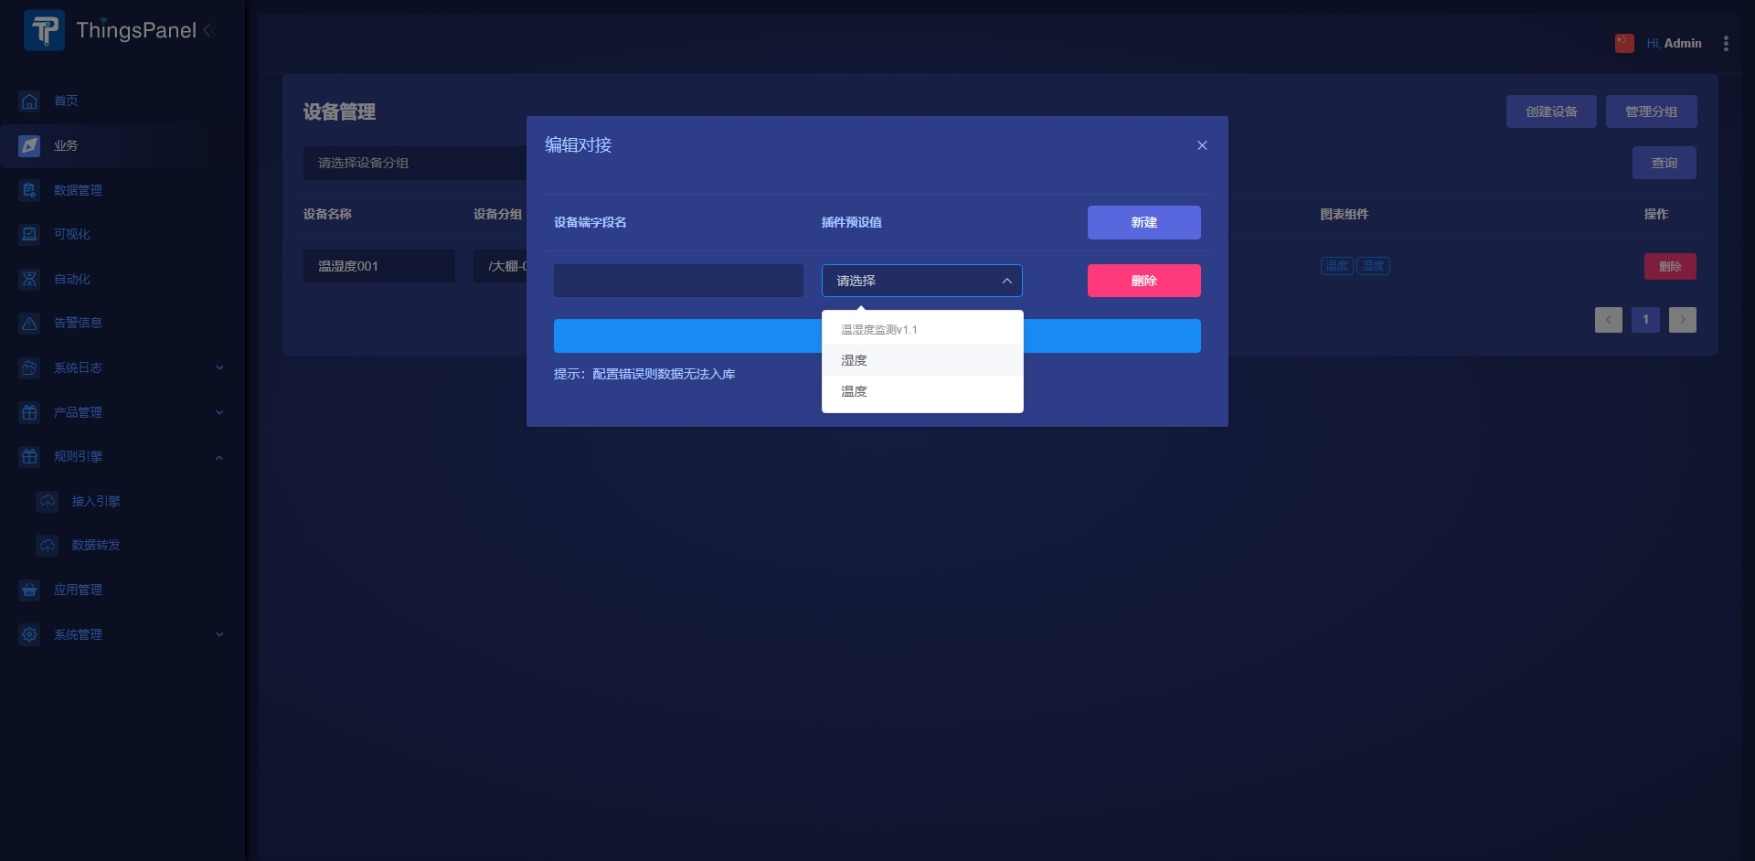 ThingsPanel
Hi, Admin
首页
业务
数据管理
可视化
自动化
告警信息
系统日志
产品管理
规则引擎
接入引擎
数据转发
应用管理
系统管理
设备管理
创建设备
管理分组
请选择设备分组
查询
设备名称
设备分组
图表组件
操作
温湿度001
/大棚-0
温度
湿度
删除
1
编辑对接
设备端字段名
插件预设值
新建
请选择
删除
温湿度监测v1.1
湿度
温度
提示：配置错误则数据无法入库